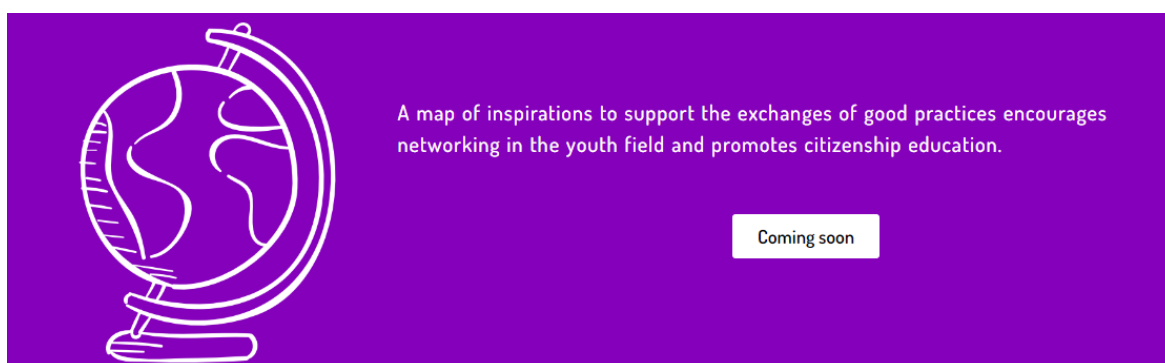 A map of inspirations to support the exchanges of good practices encourages
networking in the youth field and promotes citizenship education.
Coming soon